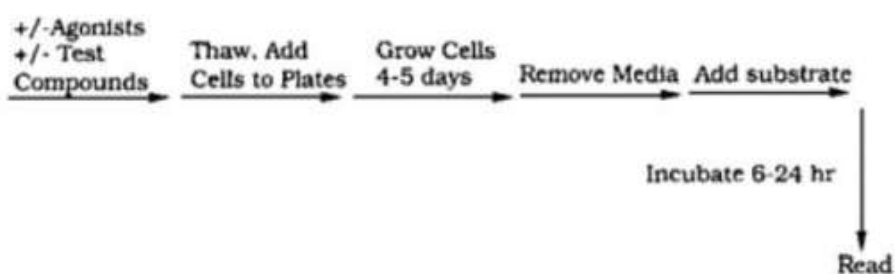 +/-Agonists
+/- Test
Compounds
Thaw, Add
Cells to Plates
Grow Cells
4-5 days
Remove Media
Add substrate
Incubate 6-24 hr
Read